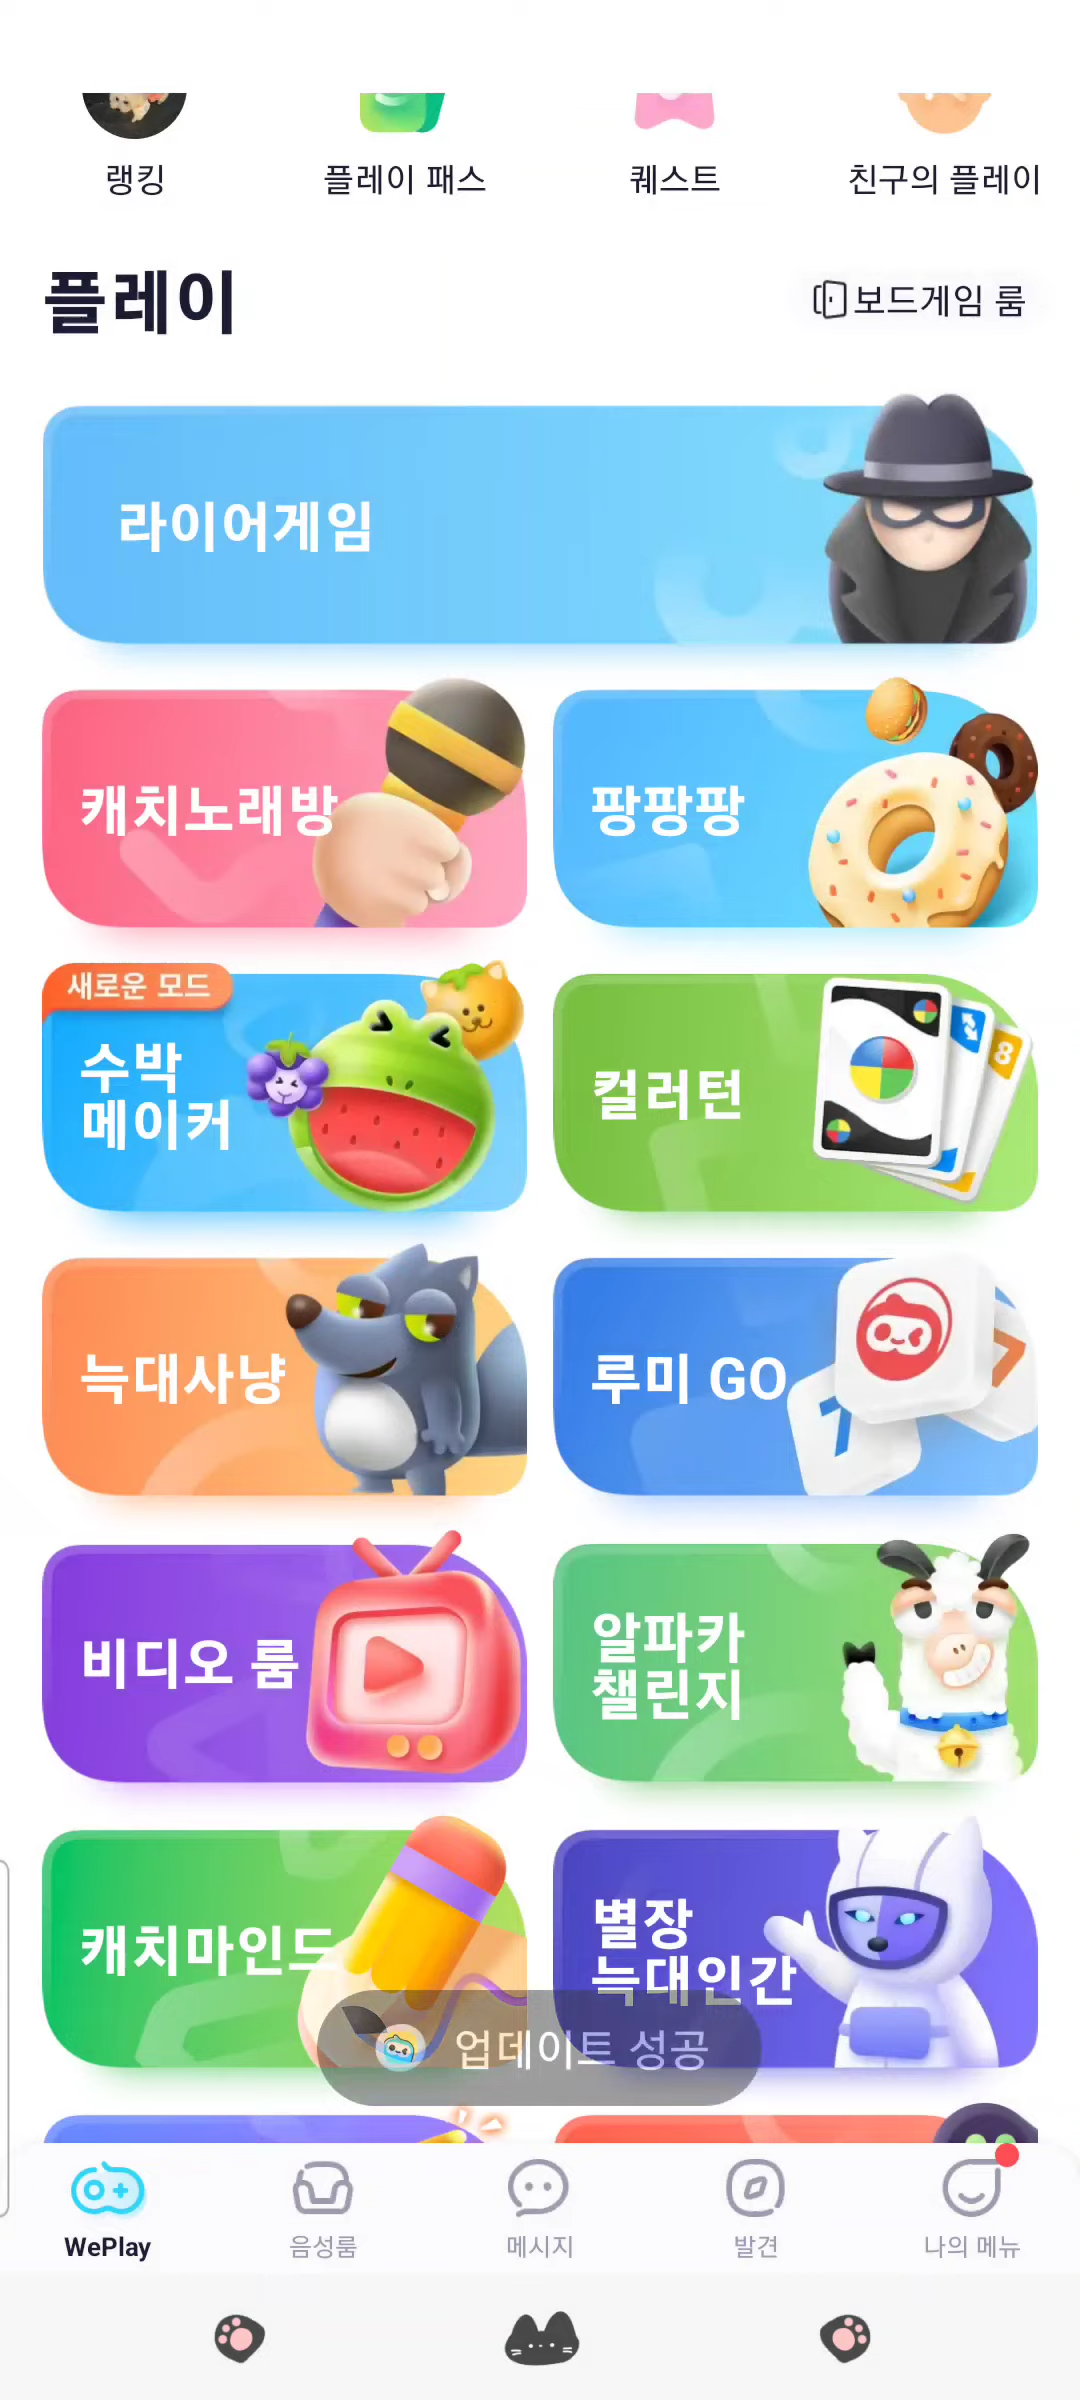 랭킹
플레이 패스
퀘스트
친구의 플레이
플레이
보드게임 룸
라이어게임
캐치노래방
팡팡팡
새로운 모드
수박
메이커
컬러턴
8
늑대사냥
루미 GO
7
7
비디오 룸
알파카
챌린지
캐치마인드
별장
늑대인간
업데이트 성공
WePlay
음성룸
메시지
발견
나의 메뉴